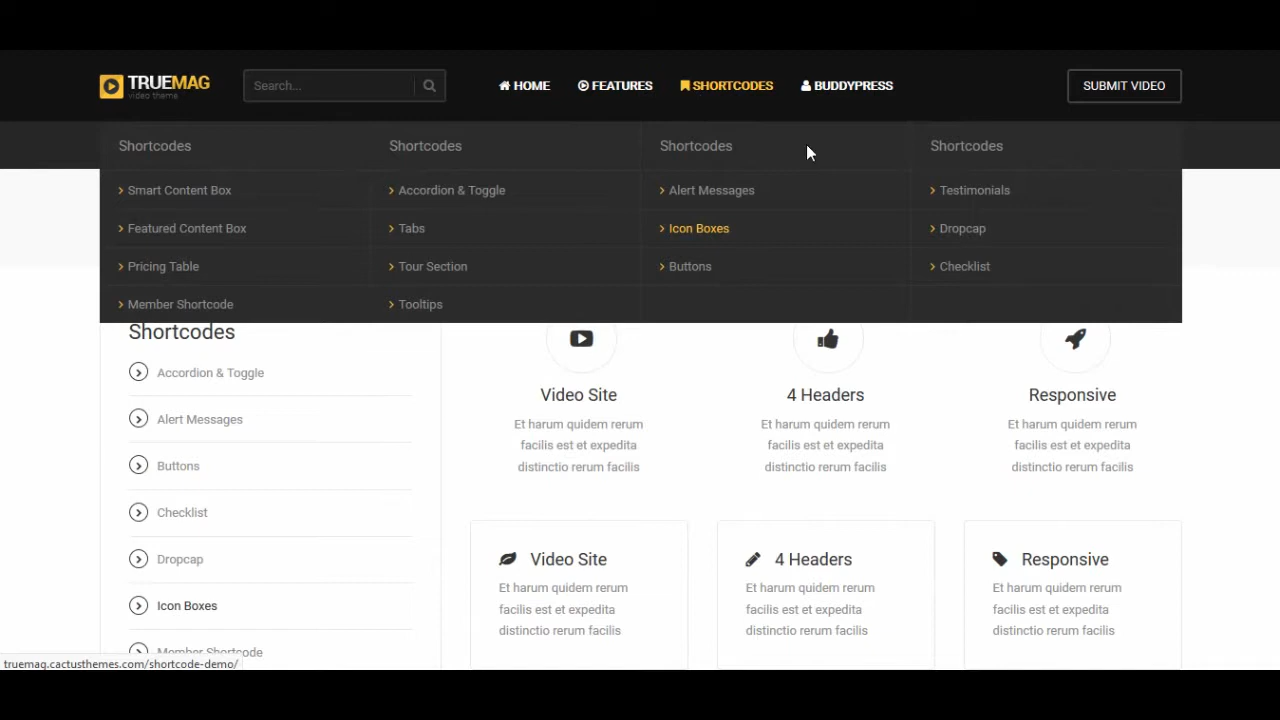 TRUEMAG
video theme
Search...
HOME
FEATURES
SHORTCODES
BUDDYPRESS
SUBMIT VIDEO
Shortcodes
Smart Content Box
Featured Content Box
Pricing Table
Member Shortcode
Shortcodes
Accordion & Toggle
Tabs
Tour Section
Tooltips
Shortcodes
Alert Messages
Icon Boxes
Buttons
Shortcodes
Testimonials
Dropcap
Checklist
Shortcodes
Accordion & Toggle
Alert Messages
Buttons
Checklist
Dropcap
Icon Boxes
Member Shortcode
Video Site
Et harum quidem rerum
facilis est et expedita
distinctio rerum facilis
4 Headers
Et harum quidem rerum
facilis est et expedita
distinctio rerum facilis
Responsive
Et harum quidem rerum
facilis est et expedita
distinctio rerum facilis
Video Site
Et harum quidem rerum
facilis est et expedita
distinctio rerum facilis
4 Headers
Et harum quidem rerum
facilis est et expedita
distinctio rerum facilis
Responsive
Et harum quidem rerum
facilis est et expedita
distinctio rerum facilis
truemag.cactusthemes.com/shortcode-demo/